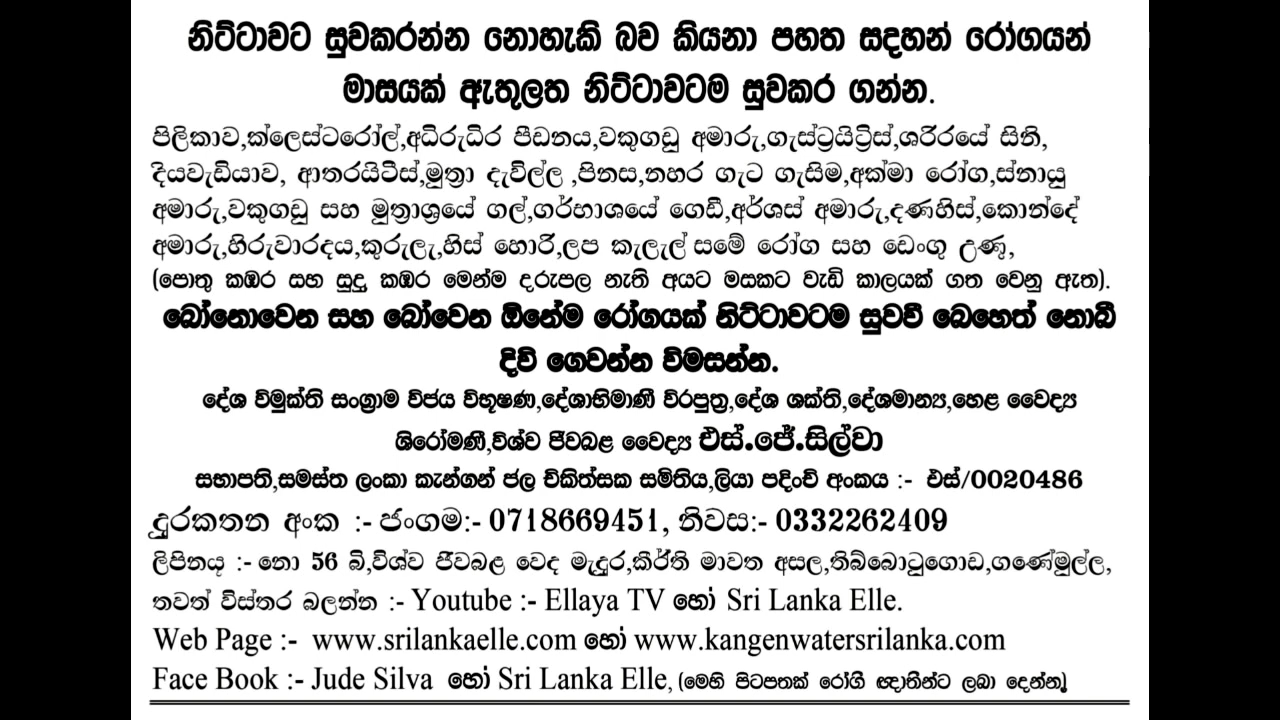 නිට්ටාවට සුවකරන්න නොහැකි බව කියනා පහත සදහන් රෝගයන්
මාසයක් ඇතුලත නිට්ටාවටම සුවකර ගන්න.
පිලිකාව,ක්ලෙස්ටරෝල්,අධිරුධිර පීඩනය,වකුගඩු අමාරු,ගැස්ට්‍රයිට්‍රිස්,ශරීරයේ සිනි,
දියවැඩියාව, ආතරයිටීස්,මුත්‍රා දැවිල්ල ,පිනස,නහර ගැට ගැසීම,අක්මා රෝග,ස්නායු
අමාරු,වකුගඩු සහ මුත්‍රාශ්‍රයේ ගල්,ගර්භාශයේ ගෙඩි,අර්ශස් අමාරු,දණහිස්,කොන්දේ
අමාරු,හිරුවාරදය,කුරුලැ,හිස් හොරි,ලප කැලැල් සමේ රෝග සහ ඩෙංගු උණ,
(පොතු කඹර සහ සුදු කඹර මෙන්ම දරුපල නැති අයට මසකට වැඩි කාලයක් ගත වෙනු ඇත).
බෝනොවෙන සහ බෝවෙන ඕනේම රෝගයක් නිට්ටාවටම සුවවී බෙහෙත් නොබී
දිවි ගෙවන්න විමසන්න.
දේශ විමුක්ති සංග්‍රාම විජය විභූෂණ,දේශාභිමාණී විරපුත්‍ර,දේශ ශක්ති,දේශමාන්‍ය,හෙළ වෛද්‍ය
ශිරෝමණී,විශ්ව ජීවබළ වෛද්‍ය එස්.ජේ.සිල්වා
සභාපති,සමස්ත ලංකා කැන්ගන් ජල චිකිත්සක සමිතිය,ලියා පදිංචි අංකය :- එස්/0020486
දුරකතන අංක :- ජංගම:- 0718669451, නිවස:- 0332262409
ලිපිනයූ :- නො 56 බි,විශ්ව ජීවබළ වෙද මැදුර,කීර්ති මාවත අසල,තිබ්බොටුගොඩ,ගණේමුල්ල,
තවත් විස්තර බලන්න :- Youtube :- Ellaya TV හෝ Sri Lanka Elle.
Web Page :- www.srilankaelle.com හෝ www.kangenwatersrilanka.com
Face Book :- Jude Silva හෝ Sri Lanka Elle, (මෙහි පිටපතක් රෝගී ඥාතීන්ට ලබා දෙන්න)